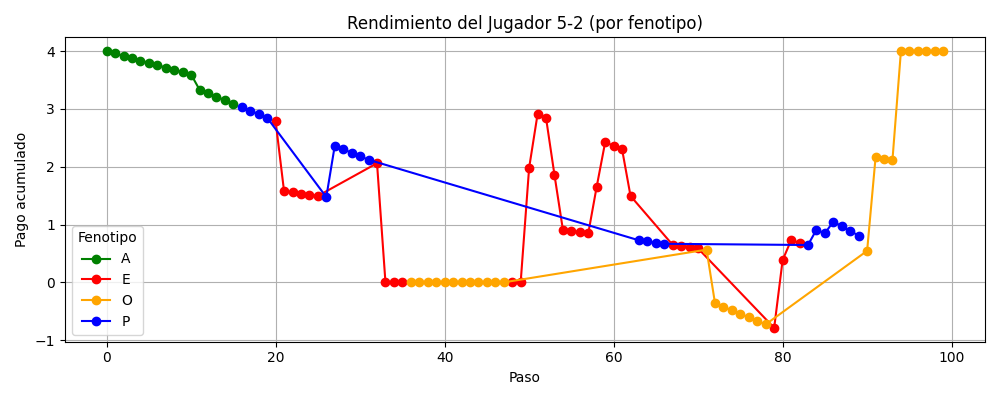 Rendimiento del Jugador 5-2 (por fenotipo)
Pago acumulado
4
3
2
1
0
−1
Fenotipo
A
E
O
P
0 20 40 60 80 100
Paso